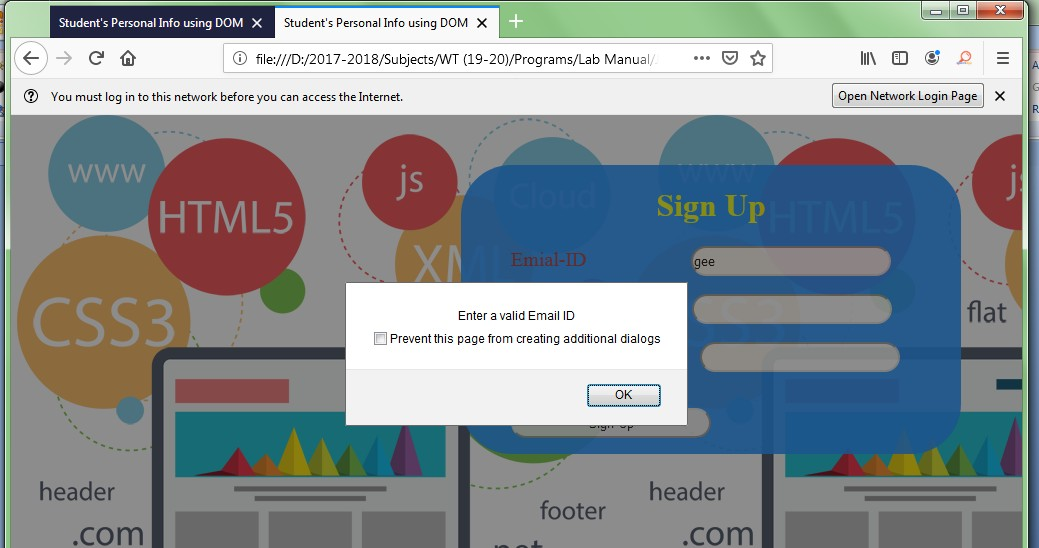 Student's Personal Info using DOM
Student's Personal Info using DOM
file:///D:/2017-2018/Subjects/WT (19-20)/Programs/Lab Manual/
You must log in to this network before you can access the Internet.
Open Network Login Page
www
HTML5
js
Cloud
www
HTML5
js
Sign Up
CSS3
XML
Emial-ID
gee
CSS3
flat
Enter a valid Email ID
Prevent this page from creating additional dialogs
OK
header
footer
header
.com
.com